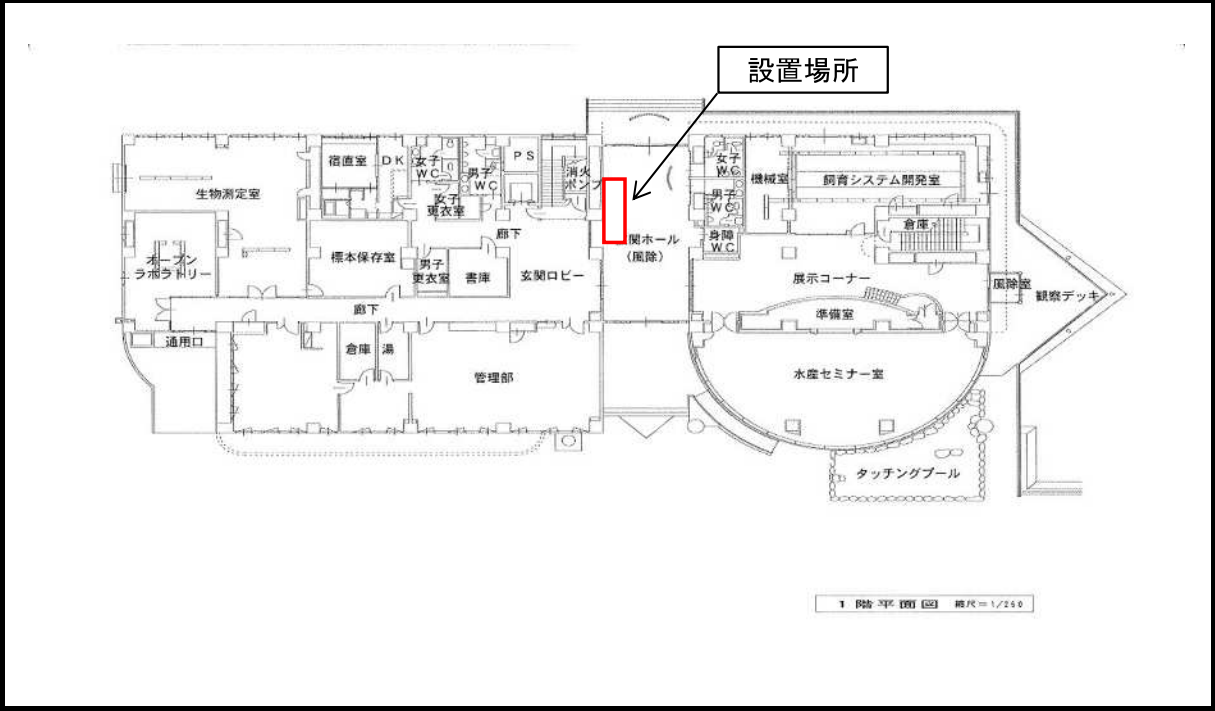 設置場所
宿直室
DK
女子
WC
男子
WC
PS
消火
ポンプ
女子
WC
機械室
飼育システム開発室
生物測定室
女子
更衣室
男子
WC
倉庫
廊下
身障
WC
関ホール
(風除)
オープン
ラボラトリー
標本保存室
男子
更衣室
書庫
玄関ロビー
展示コーナー
風除室
観察デッキ
廊下
準備室
通用口
倉庫
湯
管理部
水産セミナー室
タッチングプール
1階平面図 縮尺=1/250